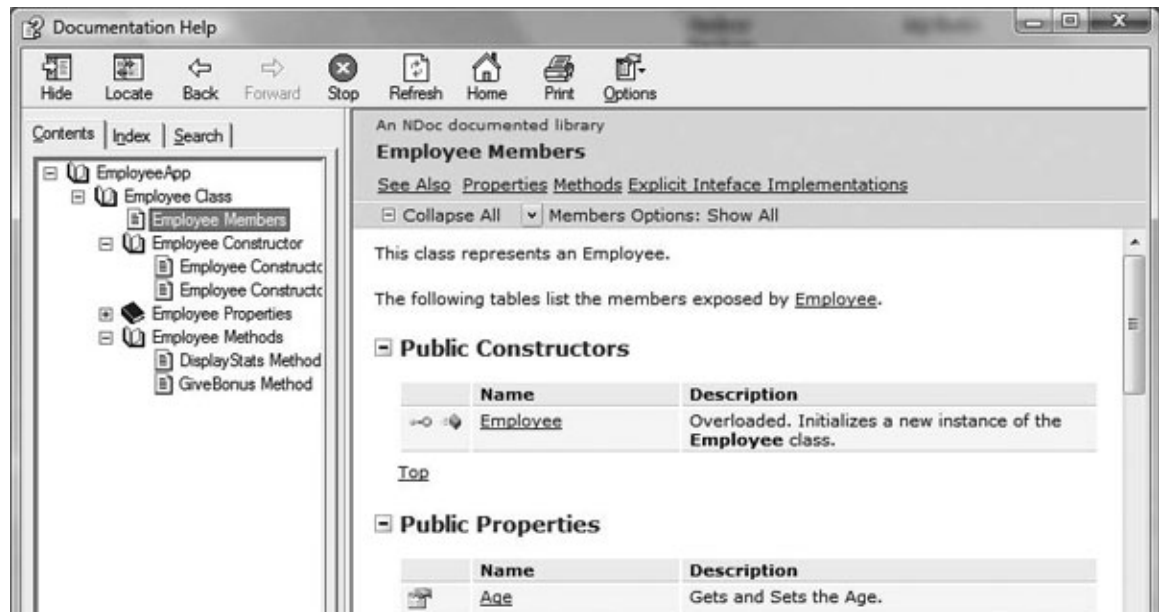 Documentation Help
Hide Locate Back Forward Stop Refresh Home Print Options
Contents Index Search
EmployeeApp
Employee Class
Employee Members
Employee Constructor
Employee Constructo
Employee Constructo
Employee Properties
Employee Methods
DisplayStats Method
GiveBonus Method
An NDoc documented library
Employee Members
See Also Properties Methods Explicit Inteface Implementations
Collapse All Members Options: Show All
This class represents an Employee.
The following tables list the members exposed by Employee.
Public Constructors
Name Description
Employee Overloaded. Initializes a new instance of the
Employee class.
Top
Public Properties
Name Description
Age Gets and Sets the Age.